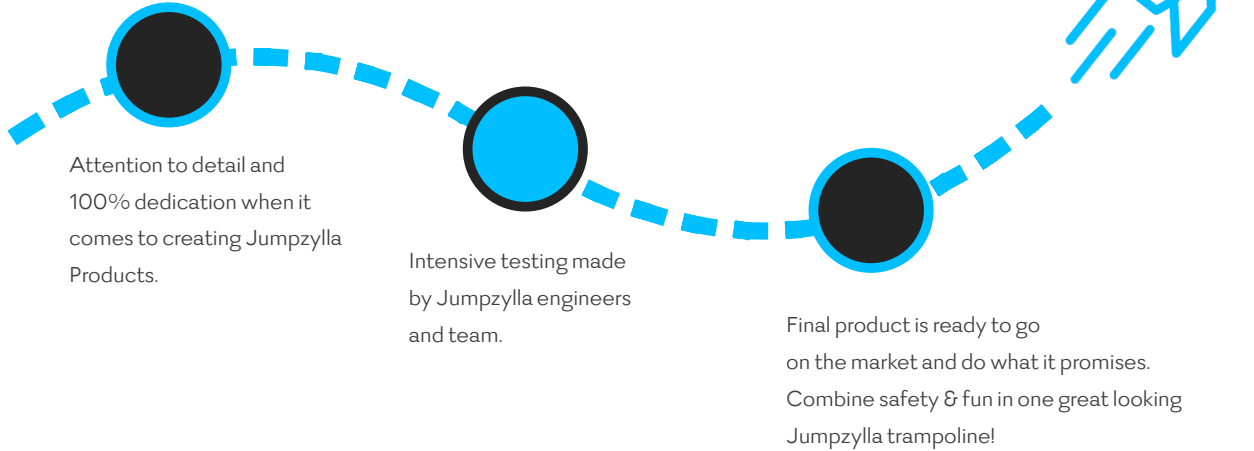 Attention to detail and
100% dedication when it
comes to creating Jumpzylla
Products.
Intensive testing made
by Jumpzylla engineers
and team.
Final product is ready to go
on the market and do what it promises.
Combine safety & fun in one great looking
Jumpzylla trampoline!